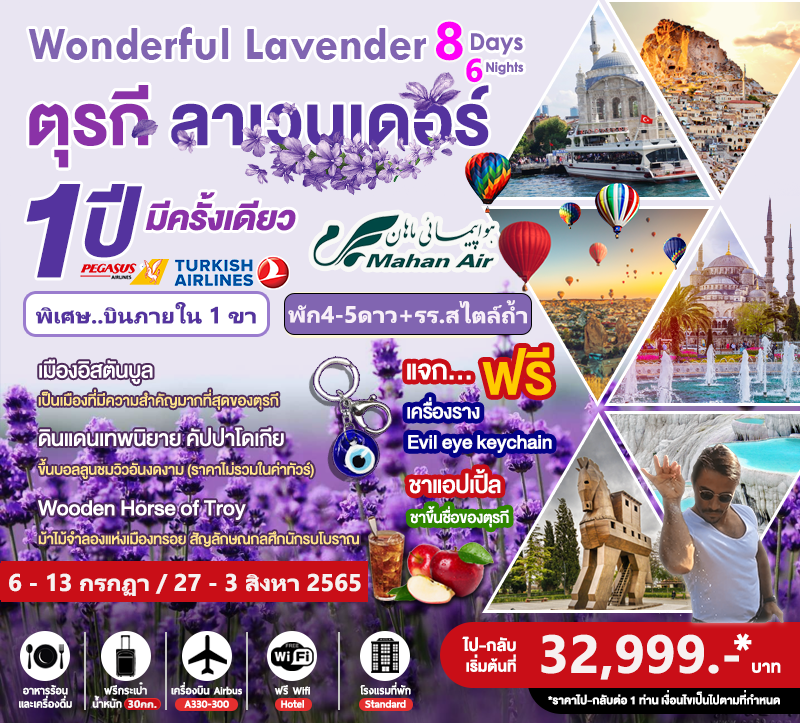 Wonderful Lavender 8 Days
6 Nights
ตุรกี ลาเวนเดอร์
1 ปี มีครั้งเดียว
PEGASUS
AIRLINES
TURKISH
AIRLINES
هواپیمائی ماهان
Mahan Air
พิเศษ..บินภายใน 1 ขา
พัก4-5ดาว+รร.สไตล์ถ้ำ
เมืองอิสตันบูล
เป็นเมืองที่มีความสำคัญมากที่สุดของตุรกี
ดินแดนเทพนิยาย คัปปาโดเกีย
ขึ้นบอลลูนชมวิวอันงดงาม (ราคาไม่รวมในค่าทัวร์)
Wooden Horse of Troy
ม้าไม้จำลองแห่งเมืองทรอย สัญลักษณกลศึกนักรบโบราณ
แจก... ฟรี
เครื่องราง
Evil eye keychain
ชาแอปเปิ้ล
ชาขึ้นชื่อของตุรกี
6 - 13 กรกฏา / 27 - 3 สิงหา 2565
อาหารร้อน
และเครื่องดื่ม
ฟรีกระเป๋า
น้ำหนัก 30กก.
เครื่องบิน Airbus
A330-300
FREE
WiFi
ฟรี Wifi
Hotel
โรงแรมที่พัก
Standard
ไป-กลับ
เริ่มต้นที่ 32,999.-* บาท
*ราคาไป-กลับต่อ 1 ท่าน เงื่อนไขเป็นไปตามที่กำหนด